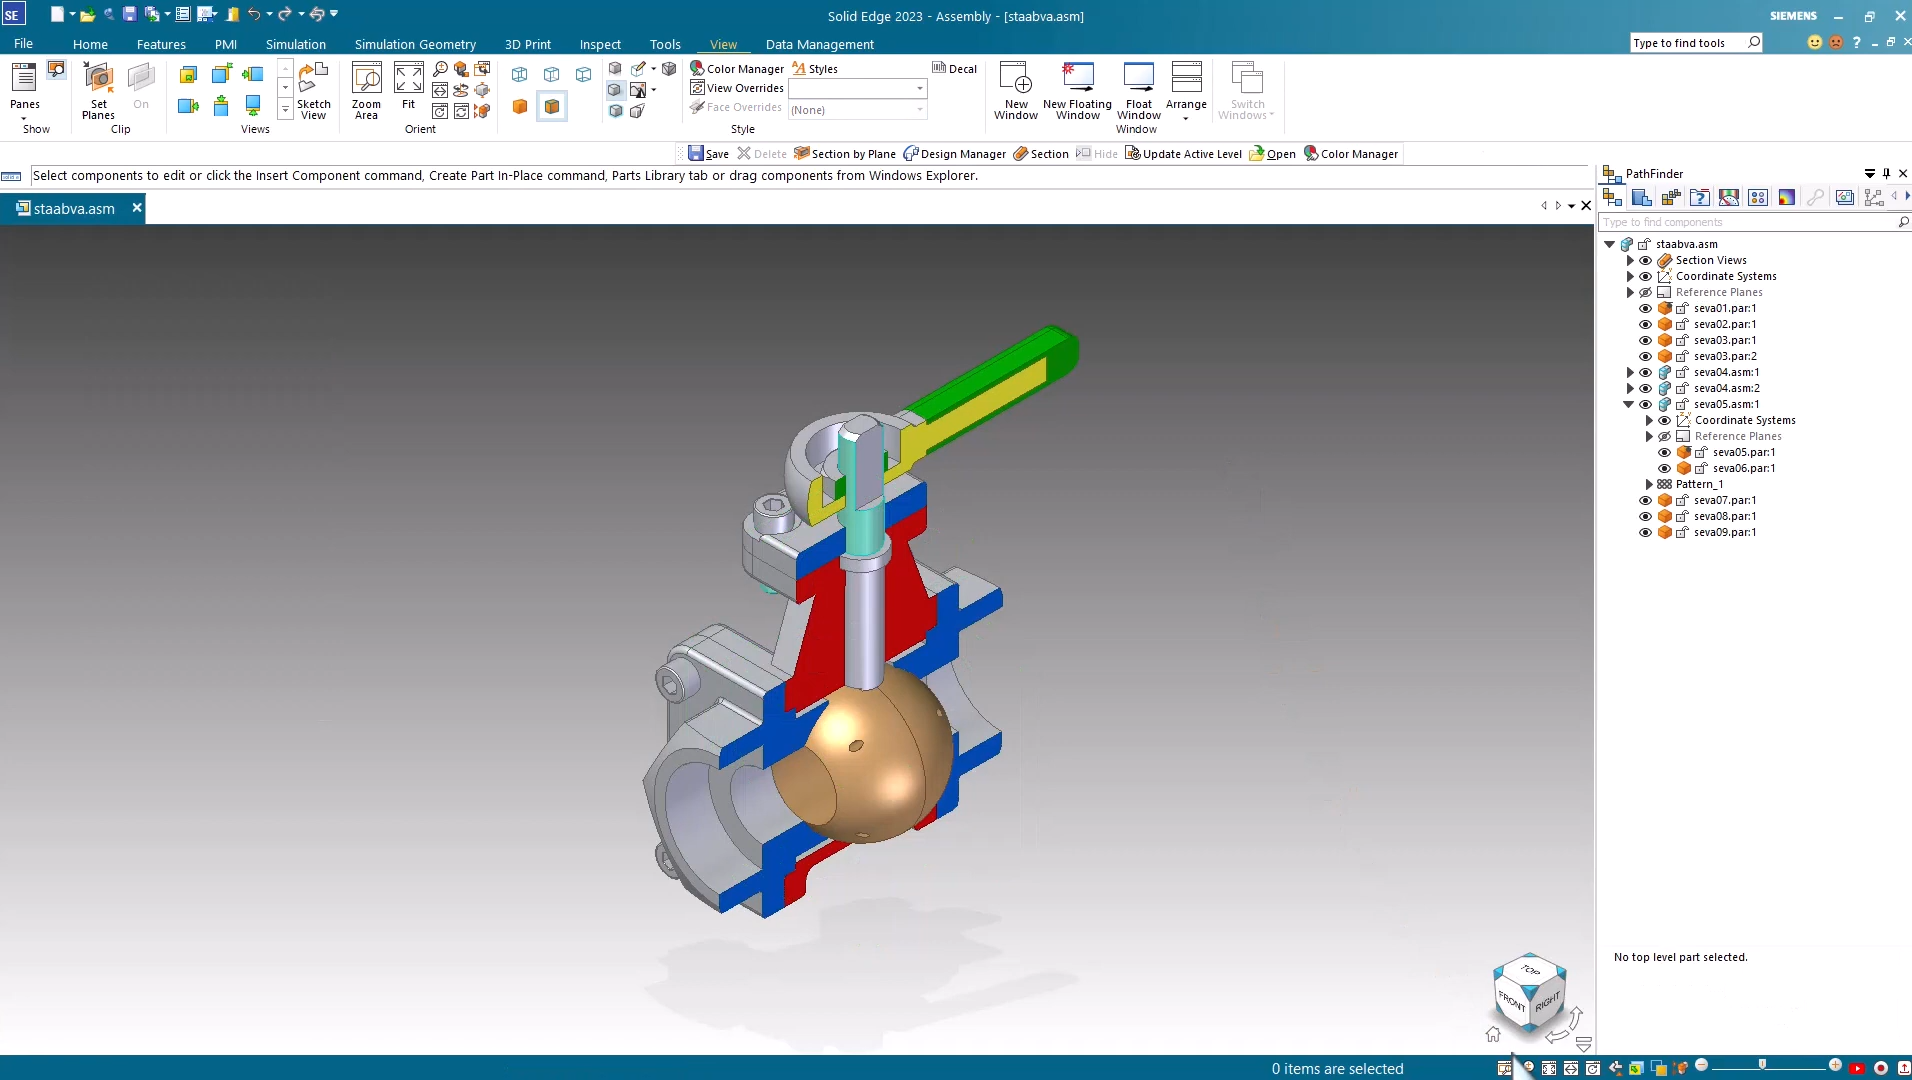 SE
Solid Edge 2023 - Assembly - [staabva.asm]
SIEMENS
File Home Features PMI Simulation Simulation Geometry 3D Print Inspect Tools View Data Management
Type to find tools
Panes
Show
Set Planes
On
Clip
Views
Sketch View
Zoom Area
Fit
Orient
Color Manager
Styles
Decal
View Overrides
Face Overrides
(None)
Style
New Window
New Floating Window
Float Window
Arrange
Switch Windows
Window
Save Delete Section by Plane Design Manager Section Hide Update Active Level Open Color Manager
Select components to edit or click the Insert Component command, Create Part In-Place command, Parts Library tab or drag components from Windows Explorer.
staabva.asm
PathFinder
Type to find components
staabva.asm
Section Views
Coordinate Systems
Reference Planes
seva01.par:1
seva02.par:1
seva03.par:1
seva03.par:2
seva04.asm:1
seva04.asm:2
seva05.asm:1
Coordinate Systems
Reference Planes
seva05.par:1
seva06.par:1
Pattern_1
seva07.par:1
seva08.par:1
seva09.par:1
No top level part selected.
TOP
FRONT
RIGHT
0 items are selected